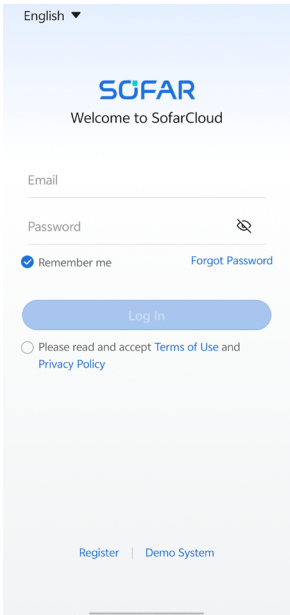 English
SOFAR
Welcome to SofarCloud
Email
Password
Remember me
Forgot Password
Log In
Please read and accept Terms of Use and
Privacy Policy
Register
Demo System